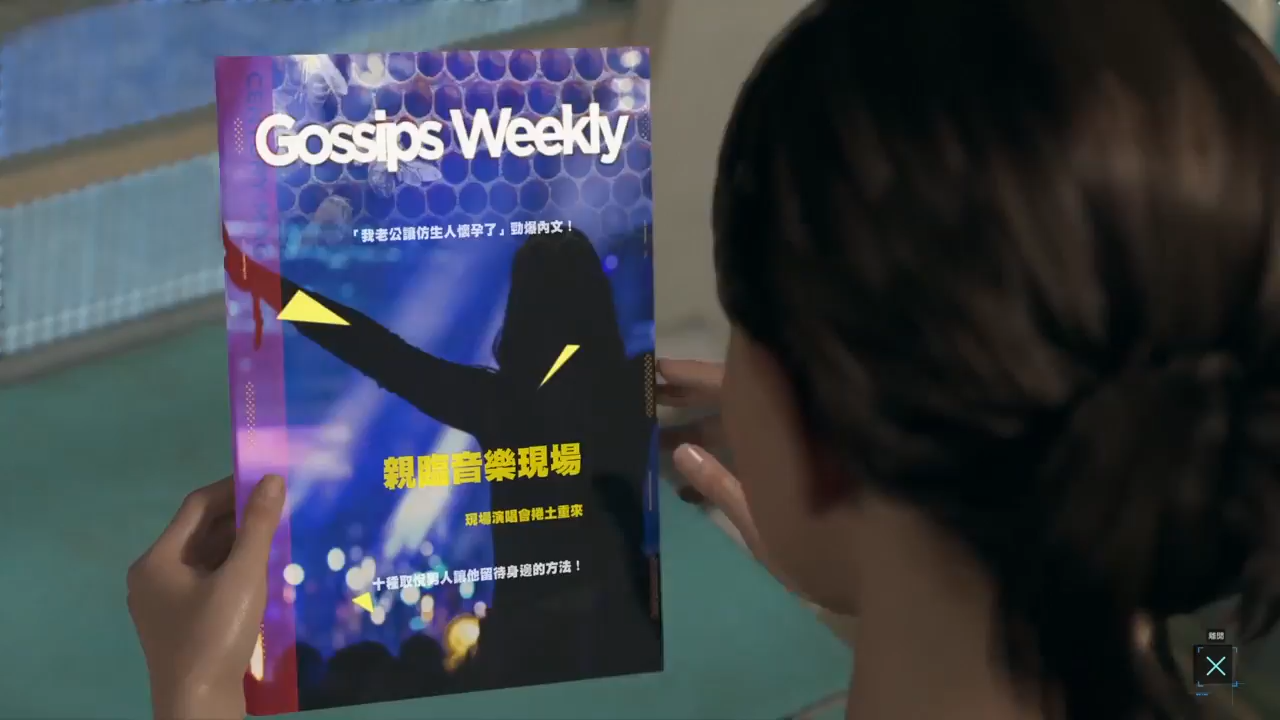 Gossips Weekly
「我老公讓仿生人懷孕了」勁爆內文！
親臨音樂現場
現場演唱會捲土重來
十種取悅男人讓他留待身邊的方法！
離開